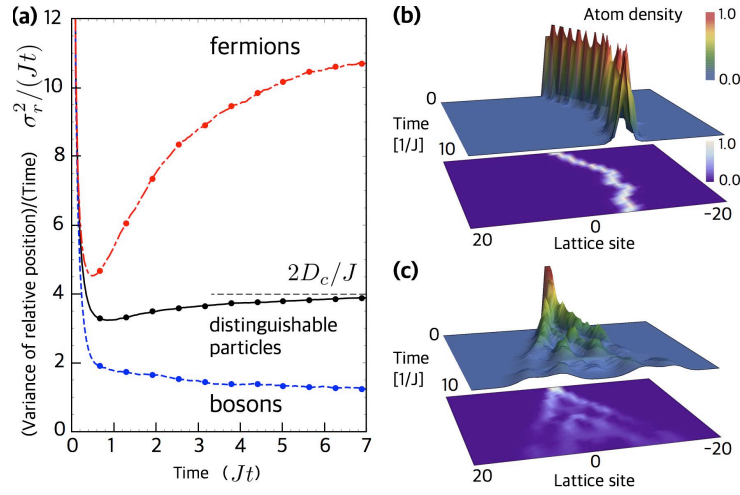 (a)
(Variance of relative position)/(Time) σ_r^2/(Jt)
12
10
8
6
4
2
0
fermions
2D_c/J
distinguishable
particles
bosons
0 1 2 3 4 5 6 7
Time (Jt)
(b)
Atom density
1.0
0.0
0
Time
[1/J]
10
1.0
0.0
20
0
-20
Lattice site
(c)
0
Time
[1/J]
10
20
0
-20
Lattice site